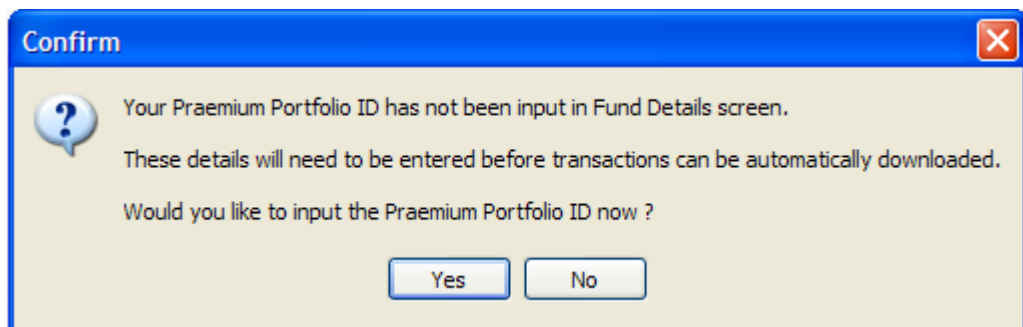 Confirm
Your Praemium Portfolio ID has not been input in Fund Details screen.
These details will need to be entered before transactions can be automatically downloaded.
Would you like to input the Praemium Portfolio ID now ?
Yes
No